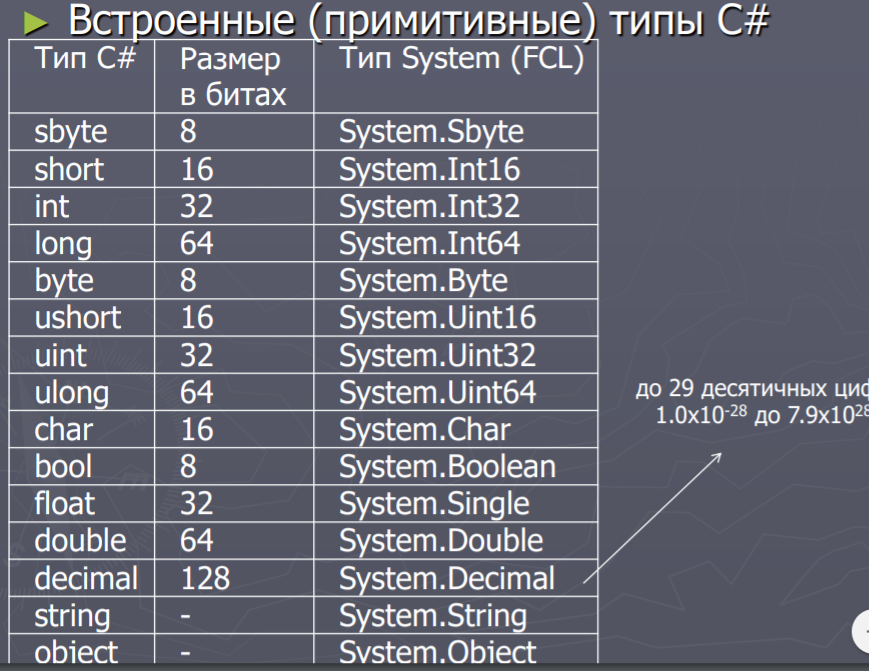 ► Встроенные (примитивные) типы C#
Тип C# Размер в битах Тип System (FCL)
sbyte 8 System.Sbyte
short 16 System.Int16
int 32 System.Int32
long 64 System.Int64
byte 8 System.Byte
ushort 16 System.Uint16
uint 32 System.Uint32
ulong 64 System.Uint64
char 16 System.Char
bool 8 System.Boolean
float 32 System.Single
double 64 System.Double
decimal 128 System.Decimal
string - System.String
object - System.Object
до 29 десятичных циф
1.0x10⁻²⁸ до 7.9x10²⁸